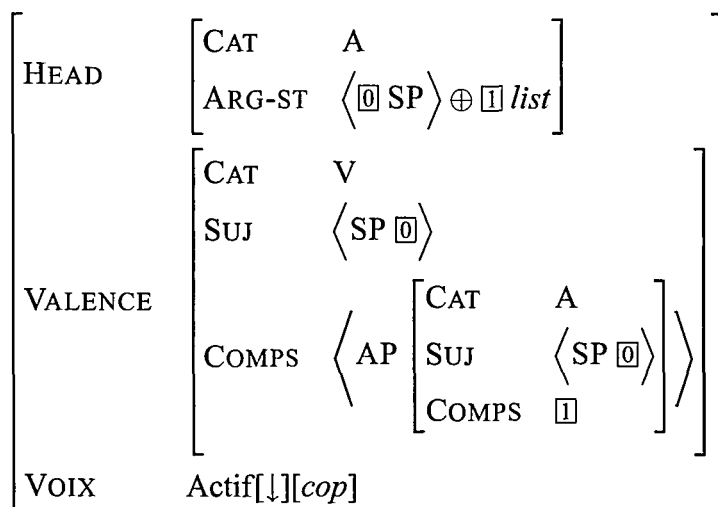 CAT A
HEAD
ARG-ST ⟨[0] SP⟩ ⊕ [1] list
CAT V
SUJ ⟨SP [0]⟩
VALENCE
CAT A
COMPS ⟨AP SUJ ⟨SP [0]⟩⟩
COMPS [1]
VOIX Actif[↓][cop]